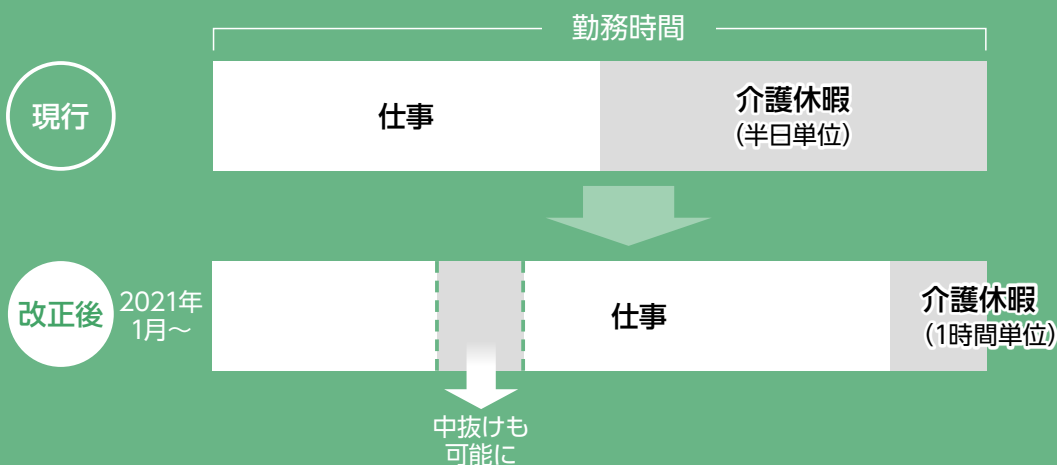 勤務時間
現行
仕事
介護休暇
（半日単位）
改正後
2021年
1月～
仕事
介護休暇
（1時間単位）
中抜けも
可能に